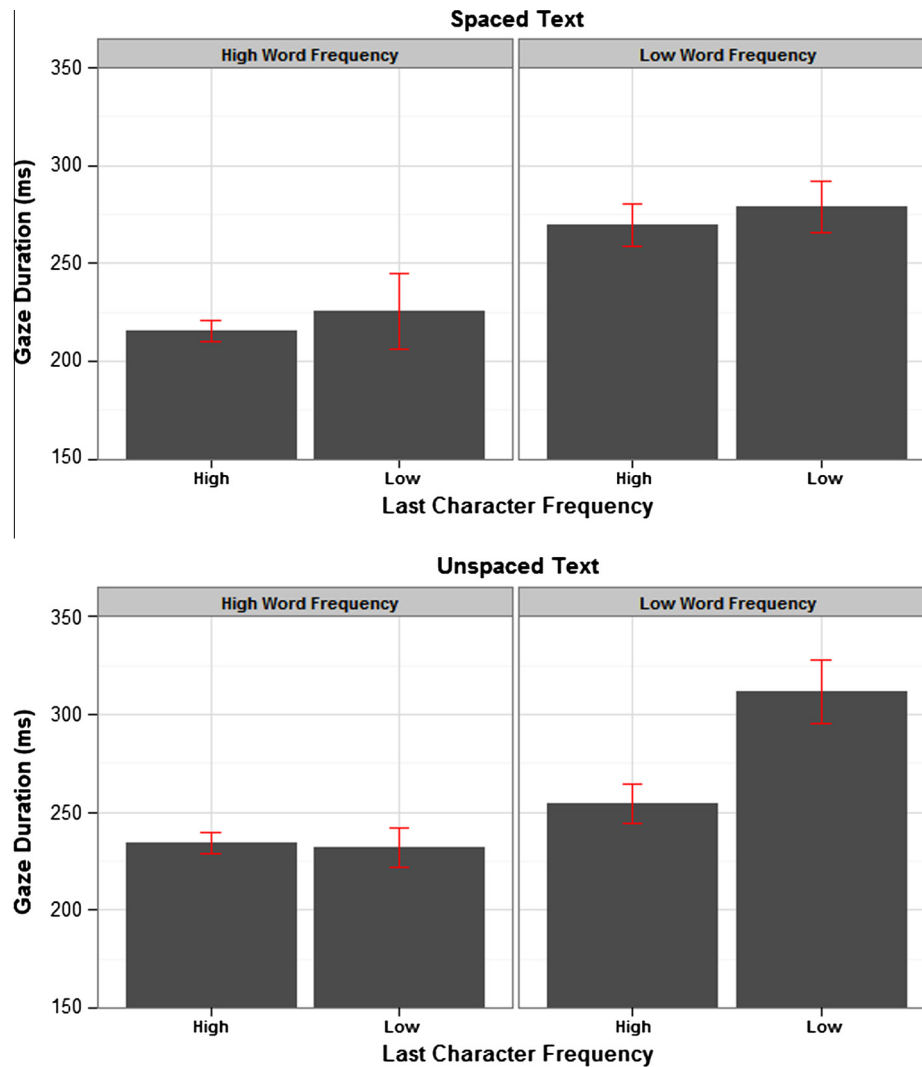 Spaced Text
High Word Frequency
Low Word Frequency
350
300
250
200
150
Gaze Duration (ms)
High
Low
High
Low
Last Character Frequency
Unspaced Text
High Word Frequency
Low Word Frequency
350
300
250
200
150
Gaze Duration (ms)
High
Low
High
Low
Last Character Frequency